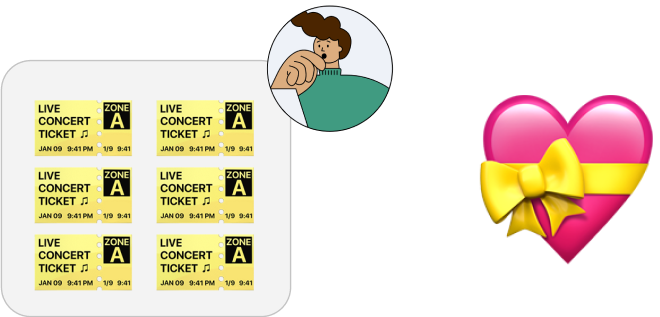 LIVE
CONCERT
TICKET ♫
ZONE
A
JAN 09 9:41 PM 1/9 9:41
LIVE
CONCERT
TICKET ♫
ZONE
A
JAN 09 9:41 PM 1/9 9:41
LIVE
CONCERT
TICKET ♫
ZONE
A
JAN 09 9:41 PM 1/9 9:41
LIVE
CONCERT
TICKET ♫
ZONE
A
JAN 09 9:41 PM 1/9 9:41
LIVE
CONCERT
TICKET ♫
ZONE
A
JAN 09 9:41 PM 1/9 9:41
LIVE
CONCERT
TICKET ♫
ZONE
A
JAN 09 9:41 PM 1/9 9:41